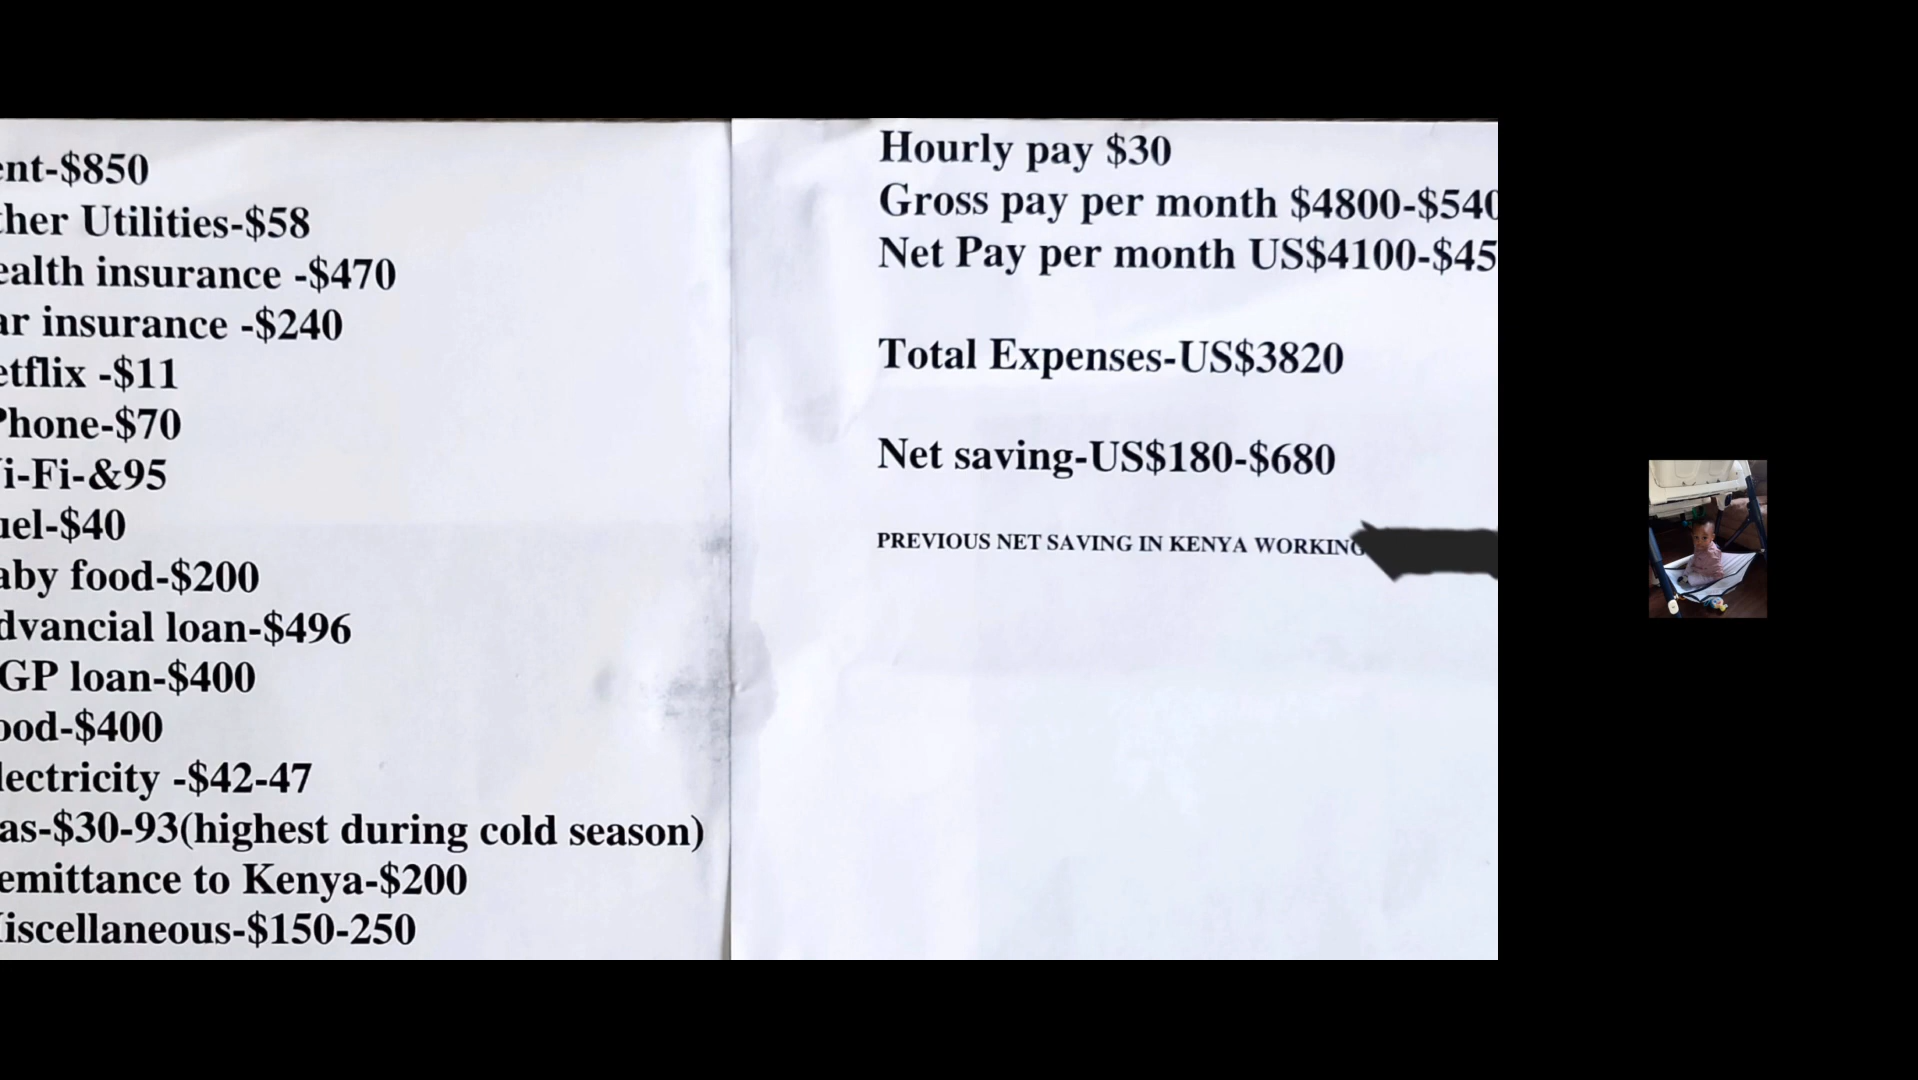 ent-$850
ther Utilities-$58
ealth insurance -$470
ar insurance -$240
etflix -$11
Phone-$70
i-Fi-&95
uel-$40
aby food-$200
dvancial loan-$496
GP loan-$400
ood-$400
lectricity -$42-47
as-$30-93(highest during cold season)
emittance to Kenya-$200
iscellaneous-$150-250
Hourly pay $30
Gross pay per month $4800-$540
Net Pay per month US$4100-$45
Total Expenses-US$3820
Net saving-US$180-$680
PREVIOUS NET SAVING IN KENYA WORKING